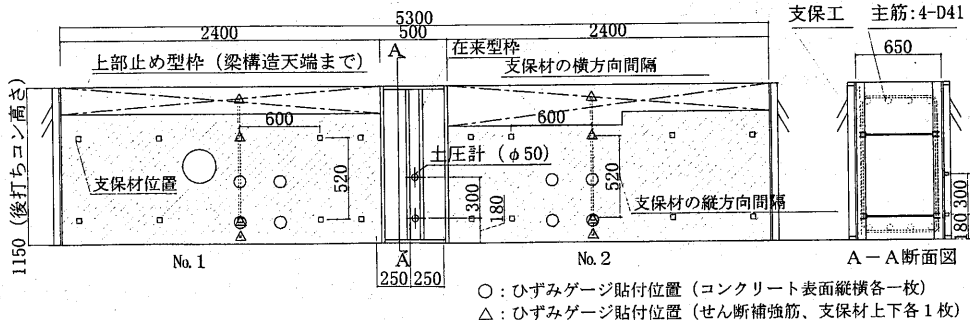 5300
2400
500
2400
支保工
主筋:4-D41
上部止め型枠 (梁構造天端まで)
A
在来型枠
支保材の横方向間隔
650
1150 (後打ちコン高さ)
600
600
520
土圧計 (φ50)
支保材位置
300
180
520
支保材の縦方向間隔
180
300
No.1
A
No.2
A－A断面図
250
250
○：ひずみゲージ貼付位置 (コンクリート表面縦横各一枚)
△：ひずみゲージ貼付位置 (せん断補強筋、支保材上下各1枚)